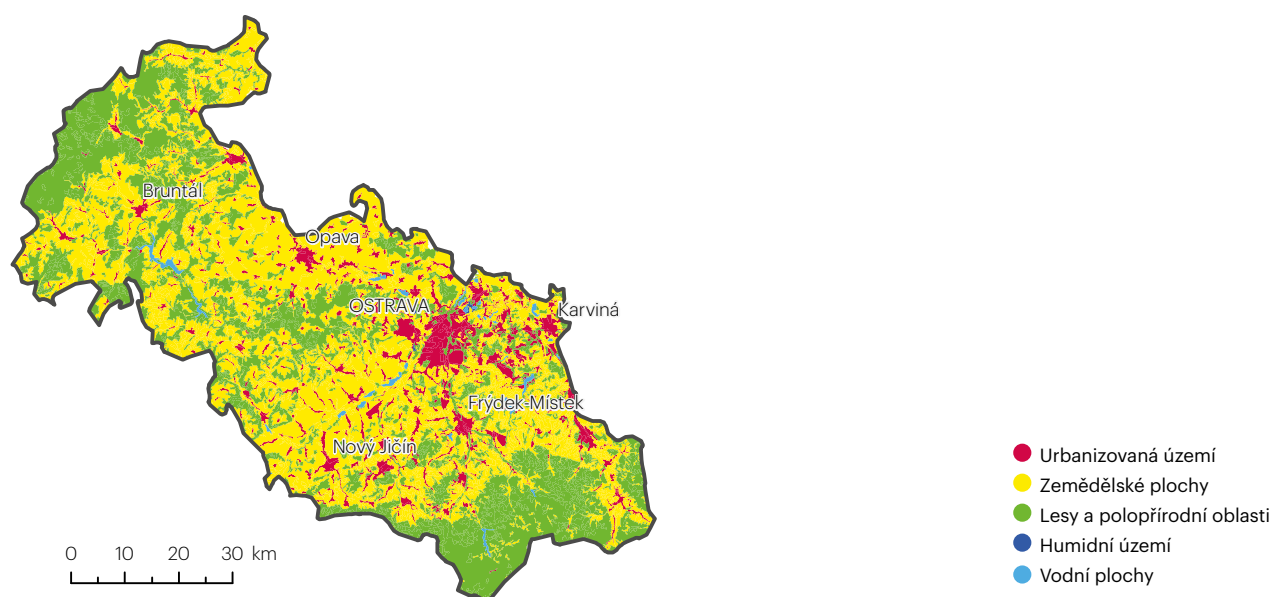 Bruntál
Opava
OSTRAVA
Karviná
Frýdek-Místek
Nový Jičín
0 10 20 30 km
Urbanizovaná území
Zemědělské plochy
Lesy a polopřírodní oblasti
Humidní území
Vodní plochy